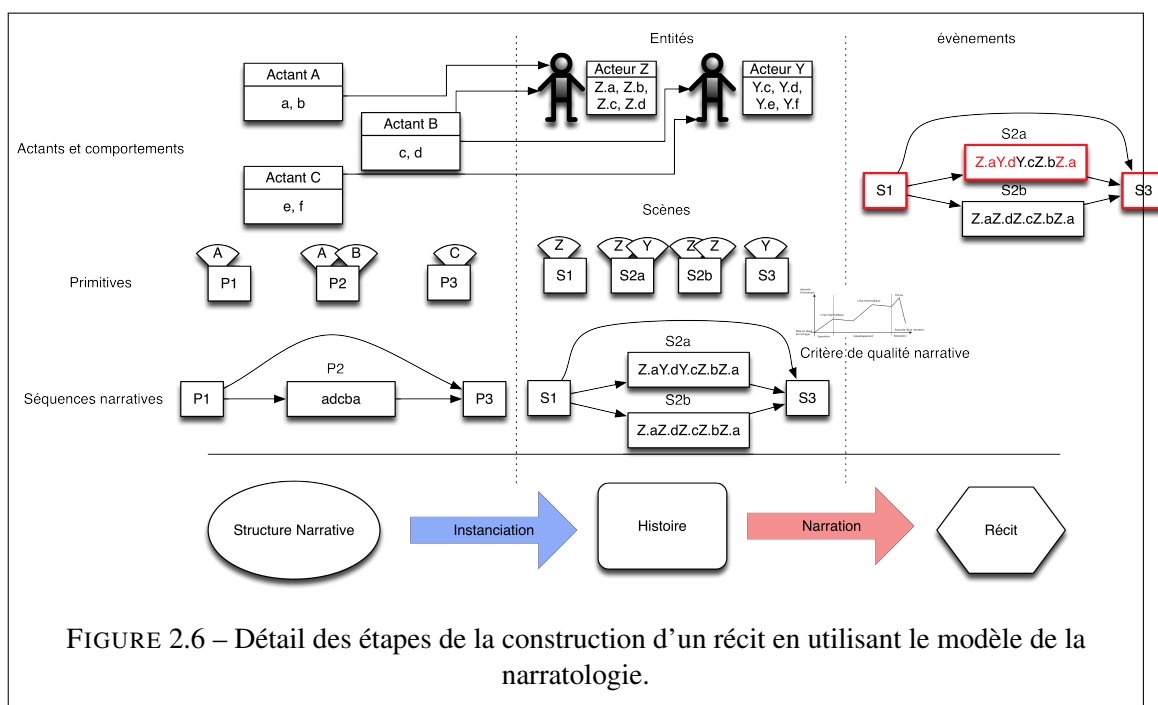 Entités
évènements
Actant A
a, b
Acteur Z
Z.a, Z.b,
Z.c, Z.d
Acteur Y
Y.c, Y.d,
Y.e, Y.f
Actant B
c, d
Actants et comportements
Actant C
e, f
S2a
Z.aY.dY.cZ.bZ.a
S1
S3
S2b
Z.aZ.dZ.cZ.bZ.a
Scènes
Primitives
A
P1
A
B
P2
C
P3
Z
S1
Z
Y
S2a
Z
Z
S2b
Y
S3
Critère de qualité narrative
Séquences narratives
P1
P2
adcba
P3
S1
S2a
Z.aY.dY.cZ.bZ.a
S2b
Z.aZ.dZ.cZ.bZ.a
S3
Structure Narrative
Instanciation
Histoire
Narration
Récit
FIGURE 2.6 – Détail des étapes de la construction d'un récit en utilisant le modèle de la
narratologie.